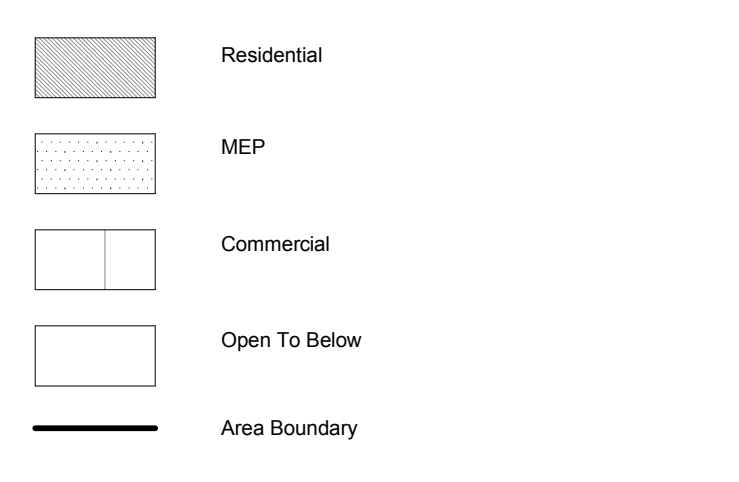 Residential
MEP
Commercial
Open To Below
Area Boundary